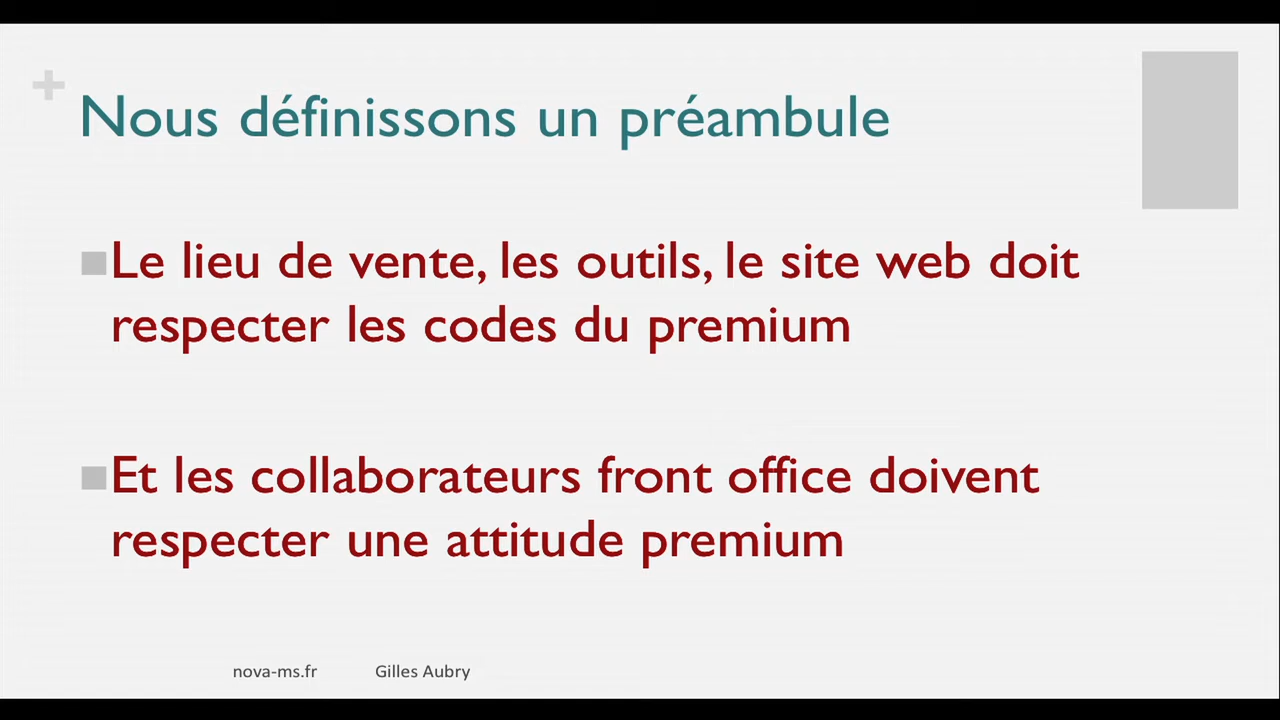 Nous définissons un préambule
Le lieu de vente, les outils, le site web doit
respecter les codes du premium
Et les collaborateurs front office doivent
respecter une attitude premium
nova-ms.fr Gilles Aubry